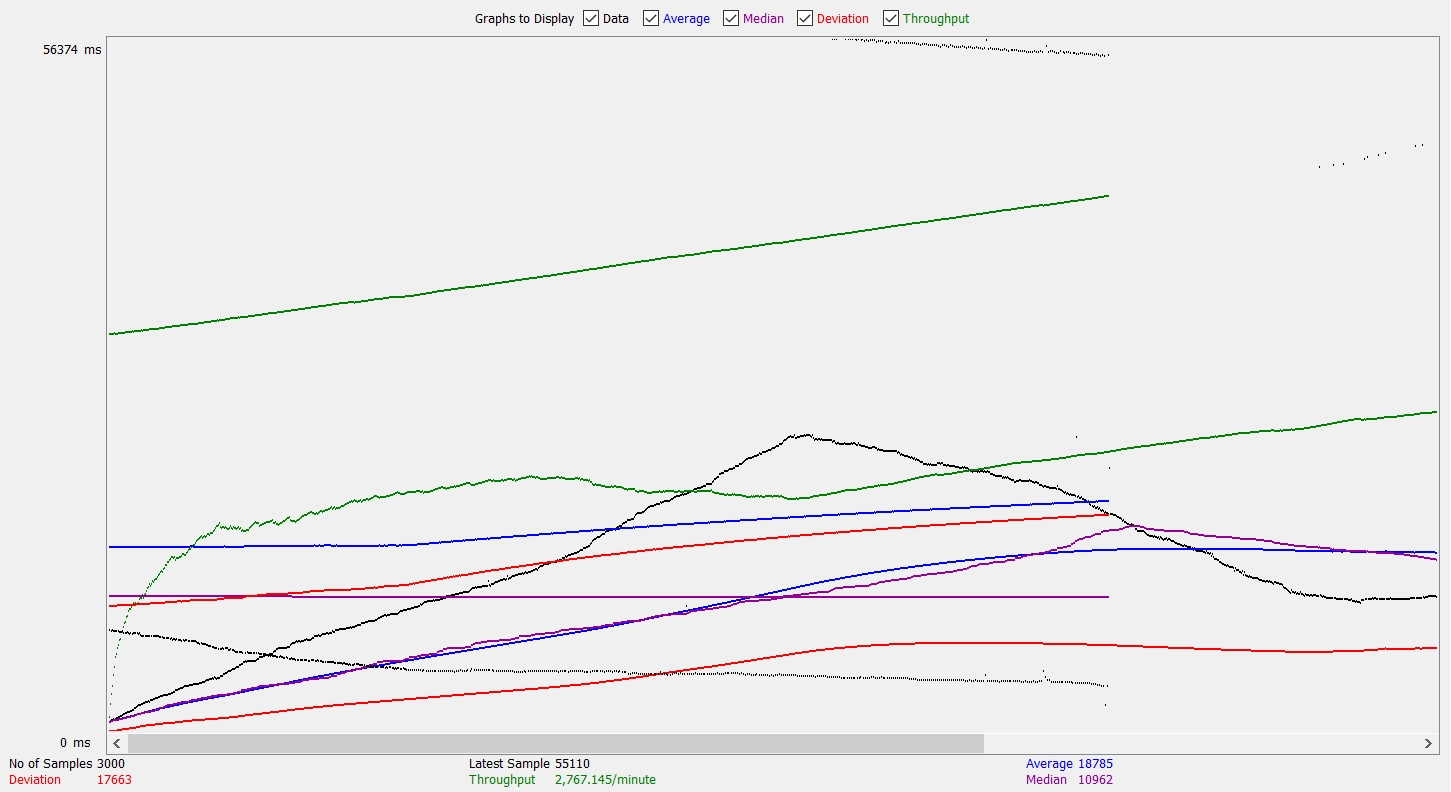 Graphs to Display Data Average Median Deviation Throughput
56374 ms
0 ms
No of Samples 3000 Latest Sample 55110 Average 18785
Deviation 17663 Throughput 2,767.145/minute Median 10962